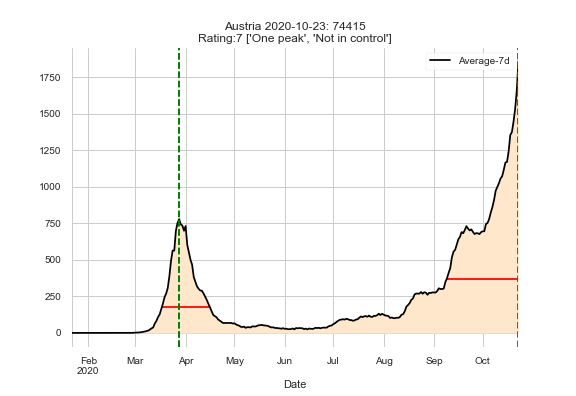 Austria 2020-10-23: 74415
Rating:7 ['One peak', 'Not in control']
Average-7d
1750
1500
1250
1000
750
500
250
0
Feb Mar Apr May Jun Jul Aug Sep Oct
2020
Date